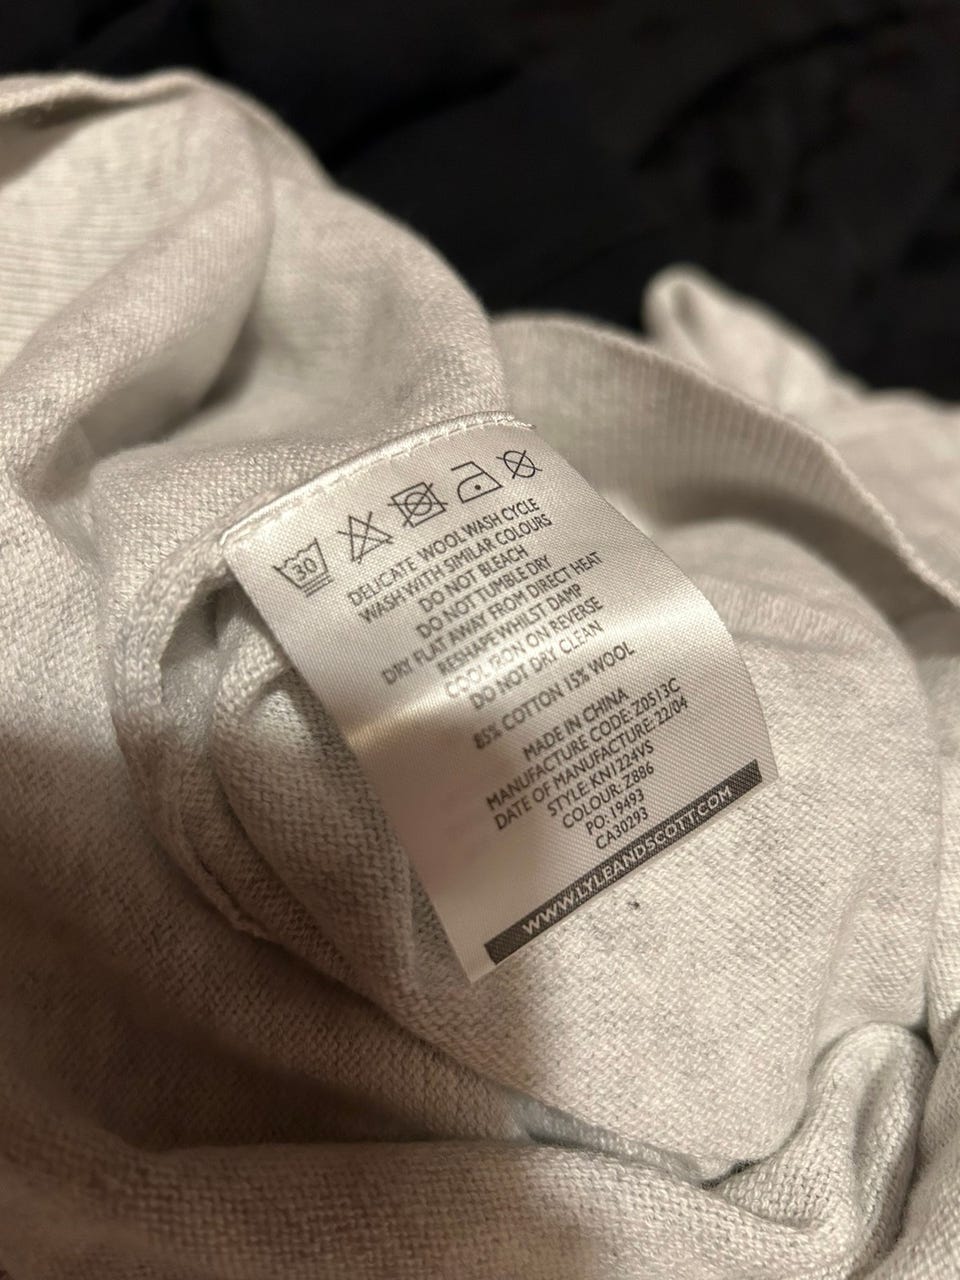 30
DELICATE WOOL WASH CYCLE
WASH WITH SIMILAR COLOURS
DO NOT BLEACH
DO NOT TUMBLE DRY
DRY FLAT AWAY FROM DIRECT HEAT
RESHAPE WHILST DAMP
COOL IRON ON REVERSE
DO NOT DRY CLEAN
85% COTTON 15% WOOL
MADE IN CHINA
MANUFACTURE CODE: Z0513C
DATE OF MANUFACTURE: 22/04
STYLE: KN1224VS
COLOUR: Z886
PO: 19493
CA30293
WWW.LYLEANDSCOTT.COM